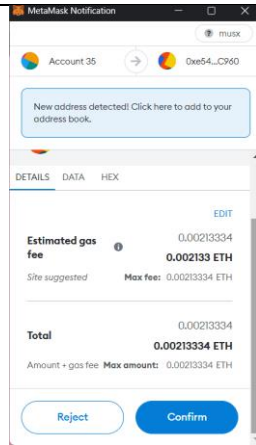 MetaMask Notification
musx
Account 35
0xe54...C960
New address detected! Click here to add to your
address book.
DETAILS DATA HEX
EDIT
Estimated gas fee 0.00213334
0.002133 ETH
Site suggested Max fee: 0.00213334 ETH
Total 0.00213334
0.00213334 ETH
Amount + gas fee Max amount: 0.00213334 ETH
Reject Confirm